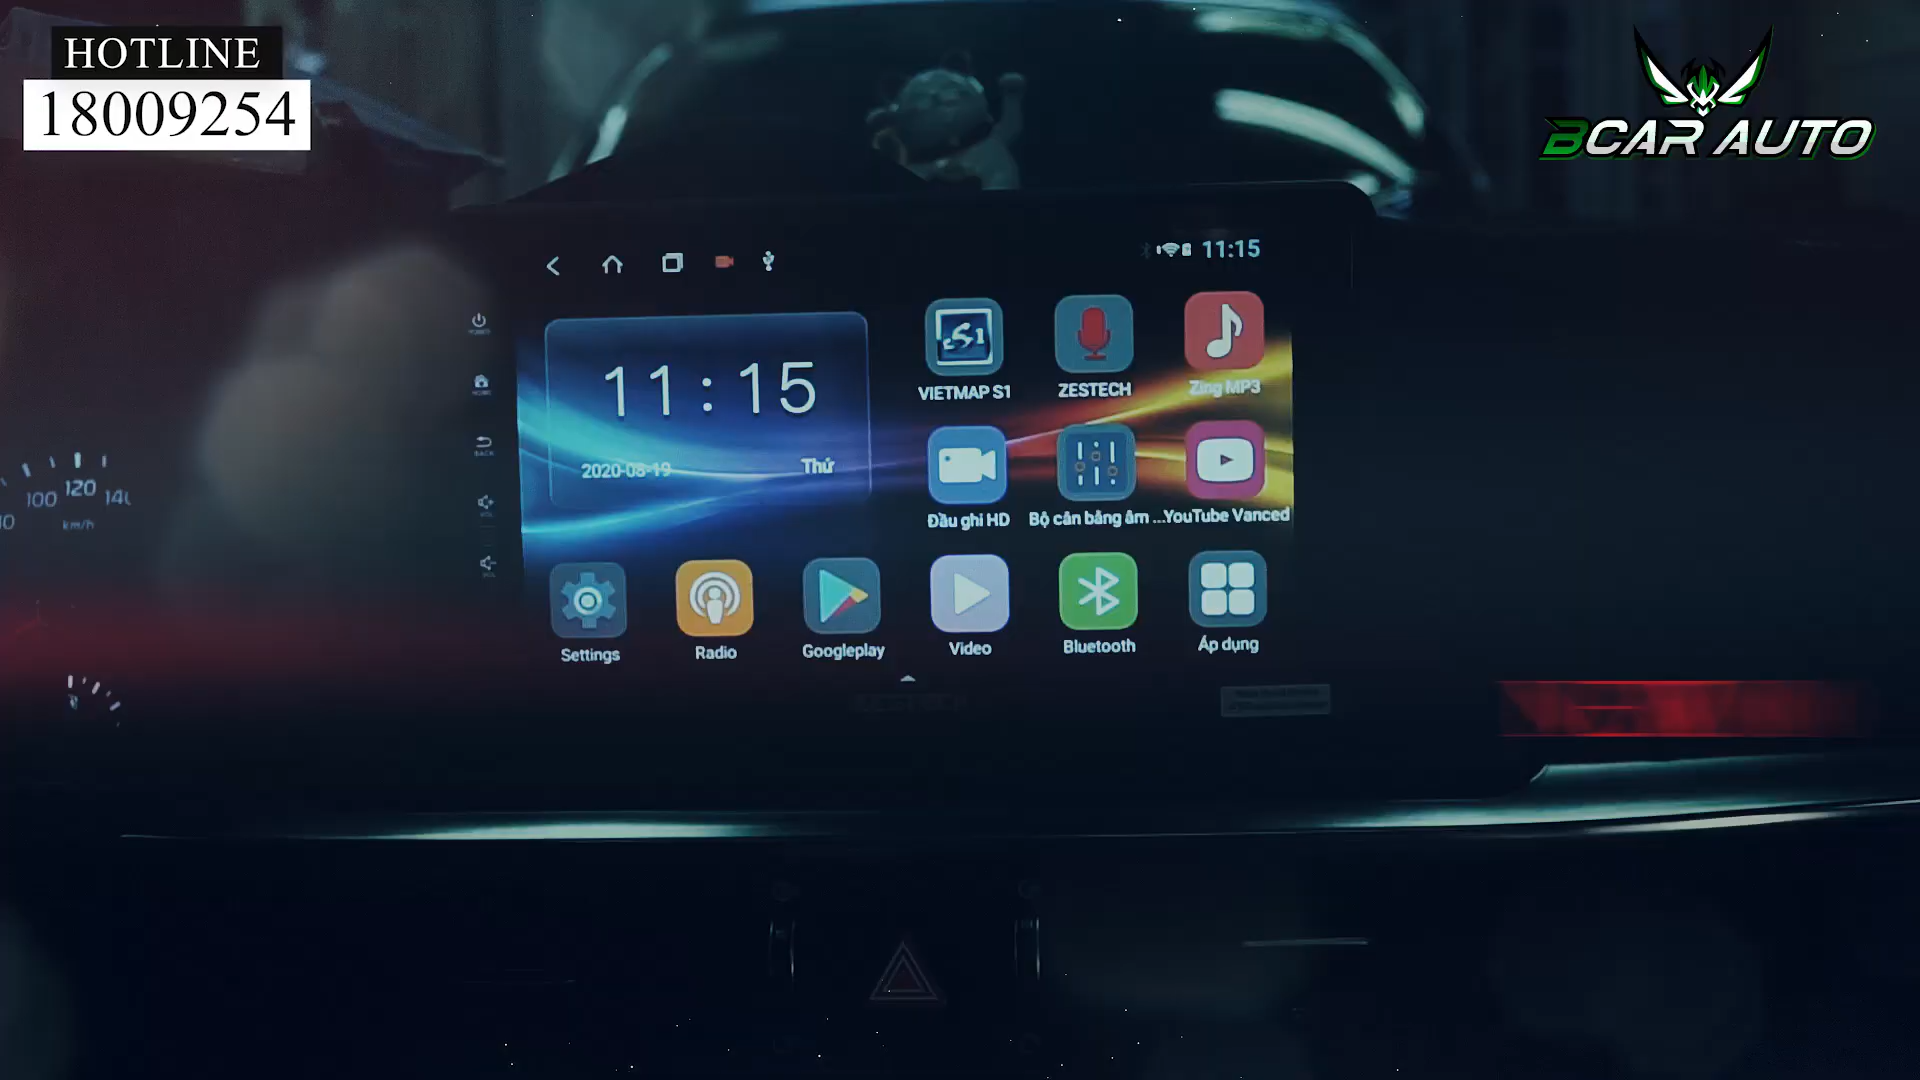 HOTLINE
18009254
BCAR AUTO
11:15
11:15
2020-08-19 Thứ
VIETMAP S1
ZESTECH
Zing MP3
Đầu ghi HD
Bộ cân bằng âm ...
YouTube Vanced
Settings
Radio
Googleplay
Video
Bluetooth
Áp dụng
BACK
100 120
km/h